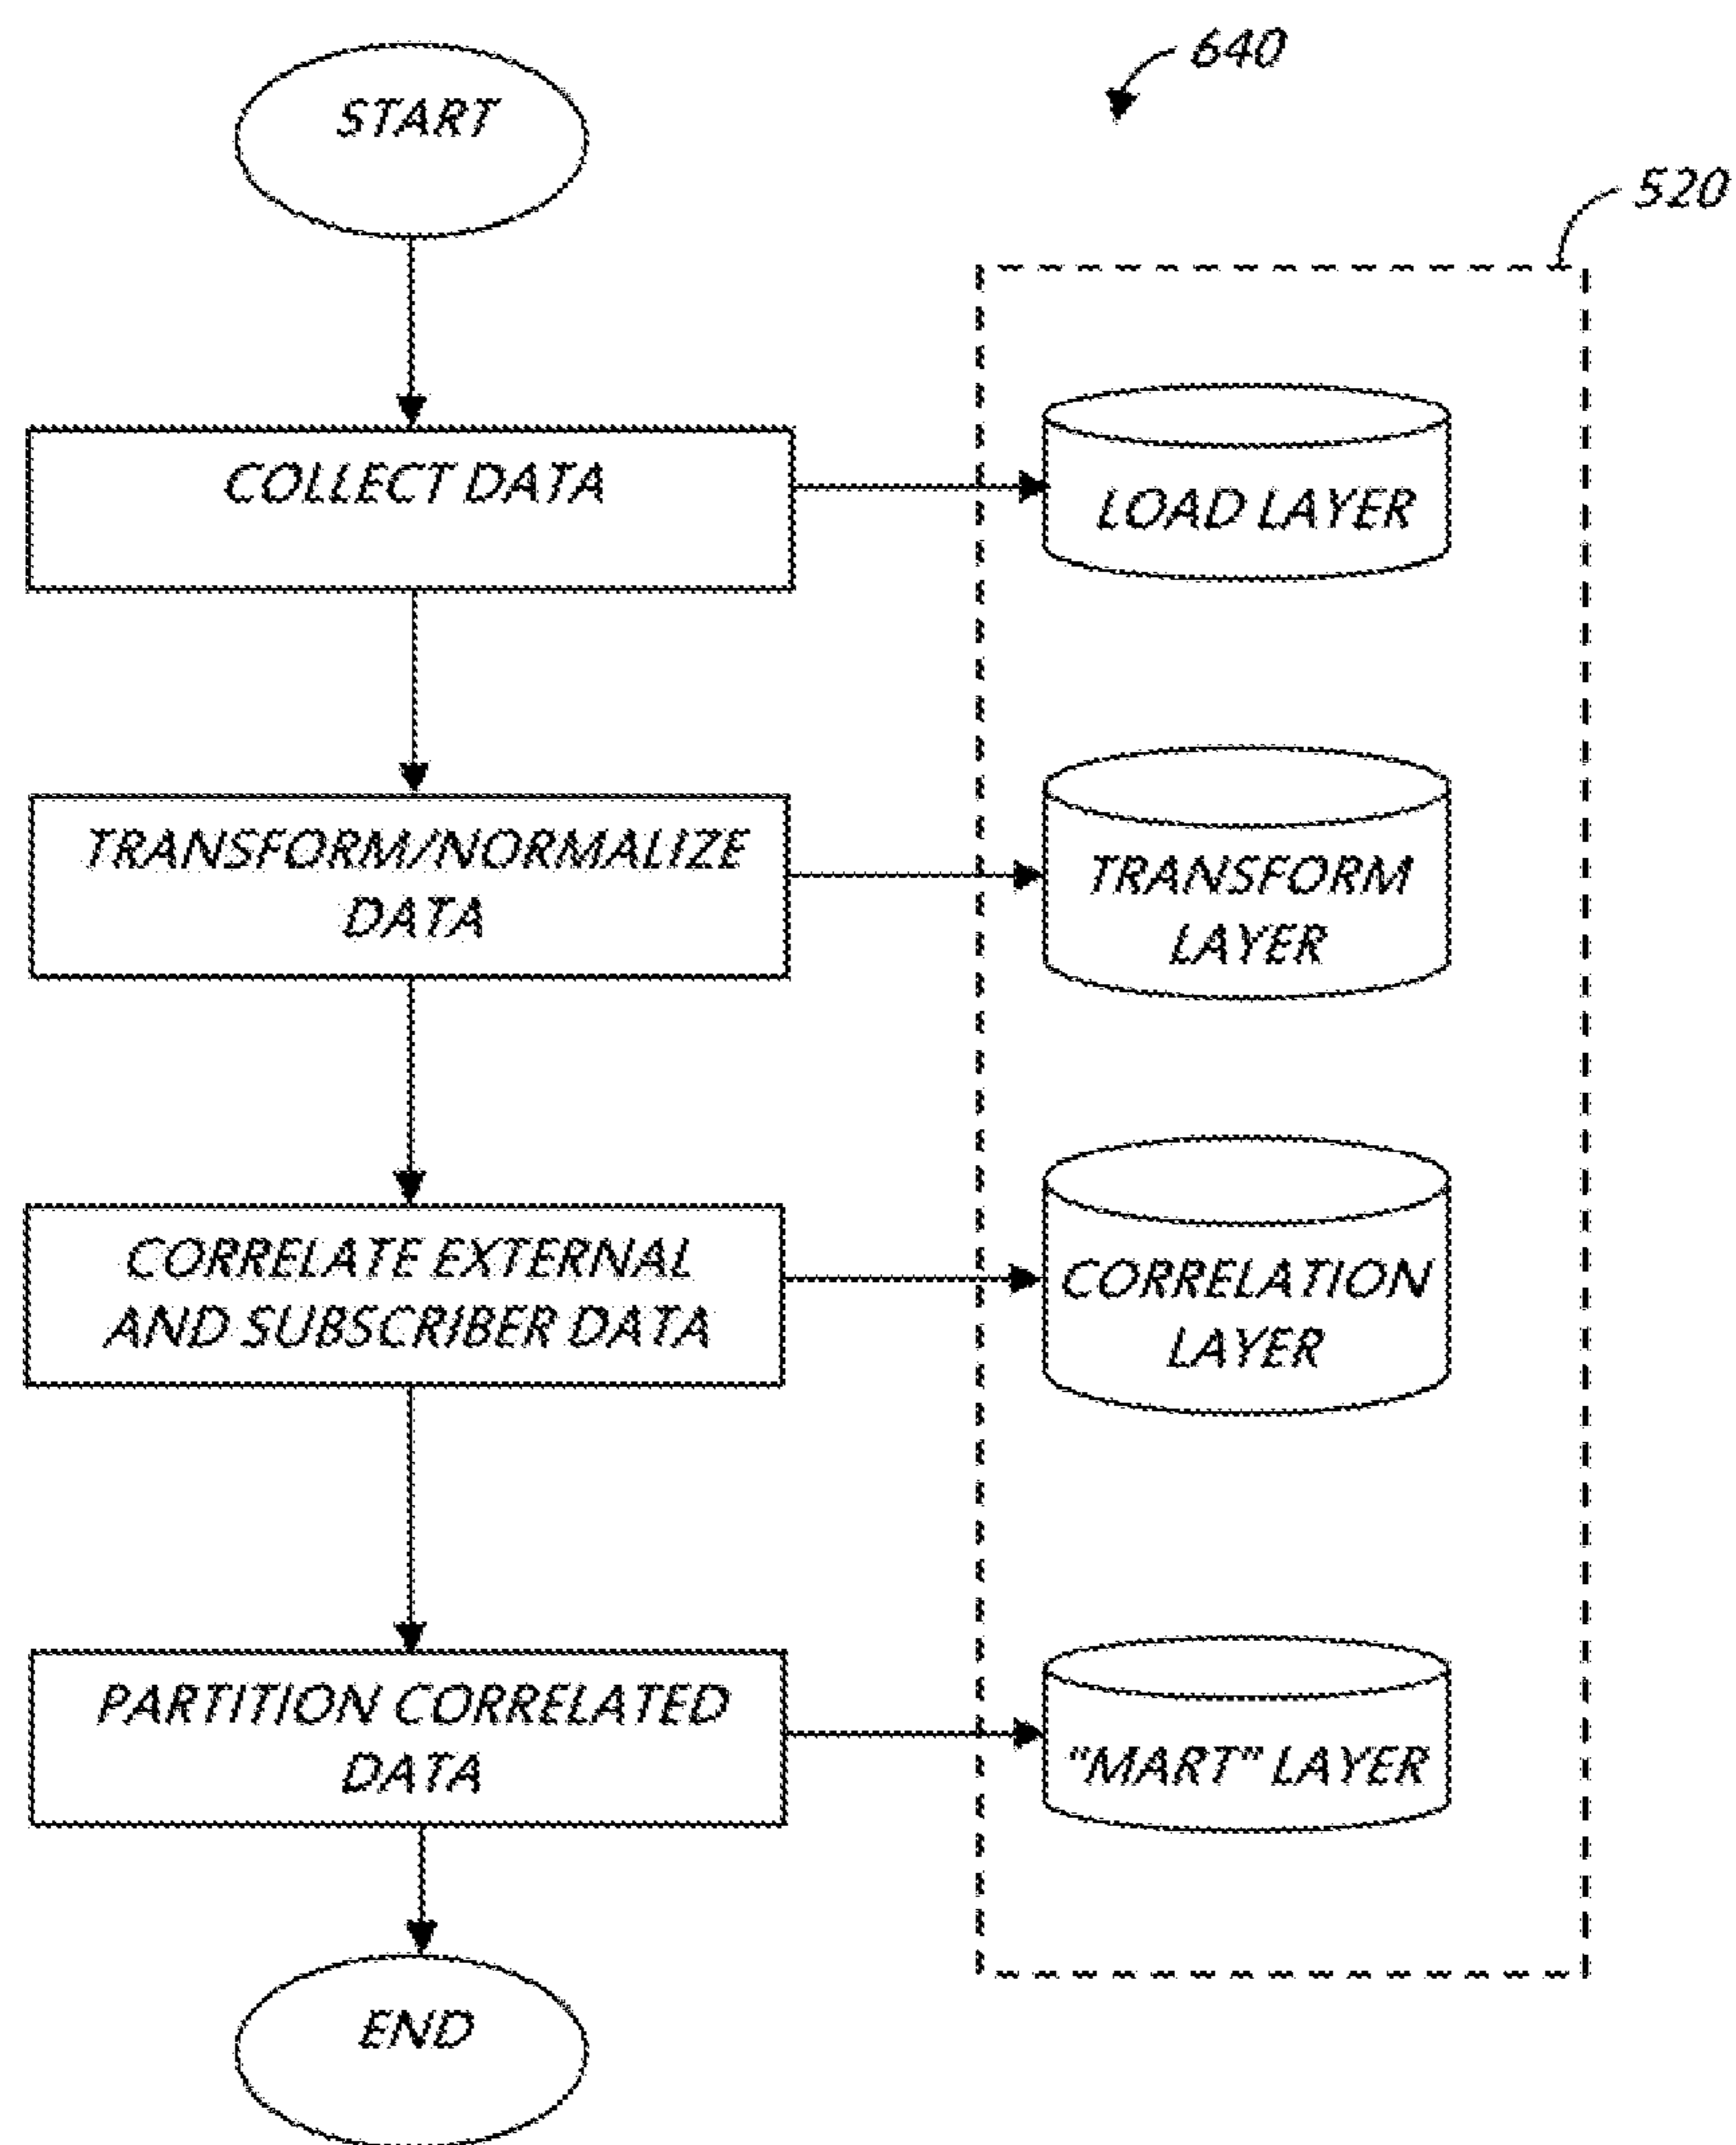 START
640
520
COLLECT DATA
LOAD LAYER
TRANSFORM/NORMALIZE
DATA
TRANSFORM
LAYER
CORRELATE EXTERNAL
AND SUBSCRIBER DATA
CORRELATION
LAYER
PARTITION CORRELATED
DATA
"MART" LAYER
END